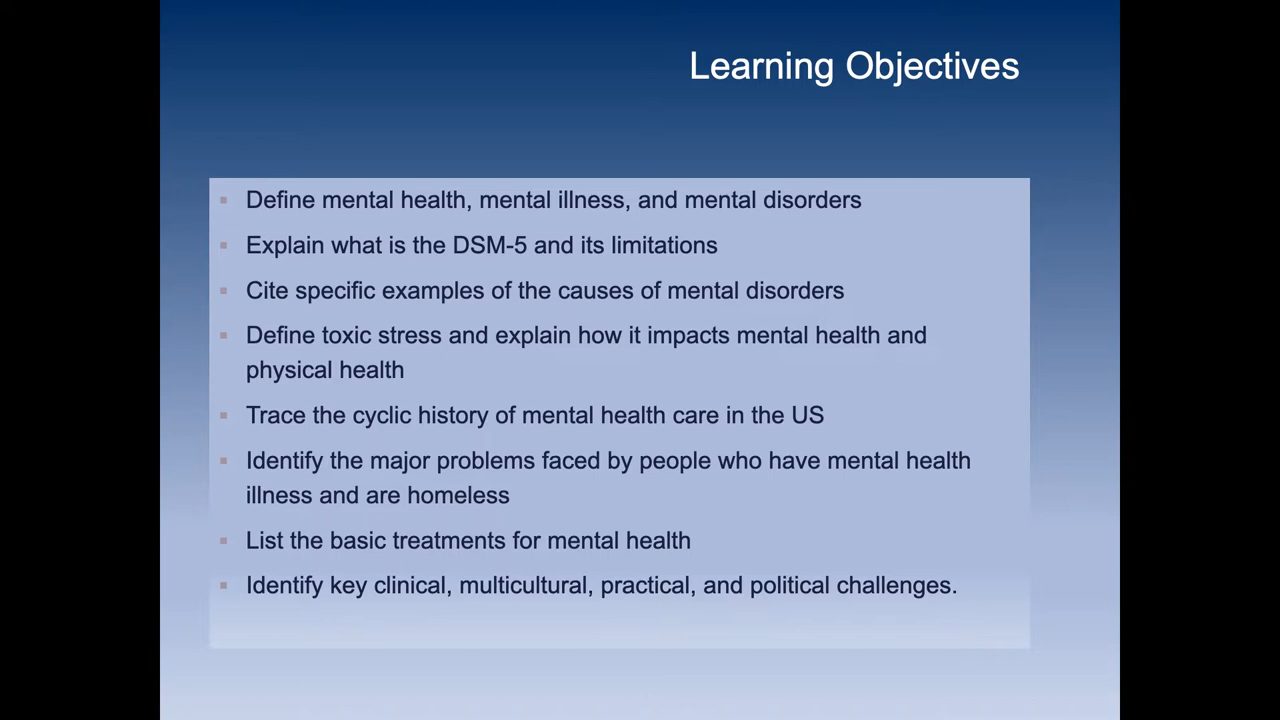 Learning Objectives
Define mental health, mental illness, and mental disorders
Explain what is the DSM-5 and its limitations
Cite specific examples of the causes of mental disorders
Define toxic stress and explain how it impacts mental health and
physical health
Trace the cyclic history of mental health care in the US
Identify the major problems faced by people who have mental health
illness and are homeless
List the basic treatments for mental health
Identify key clinical, multicultural, practical, and political challenges.